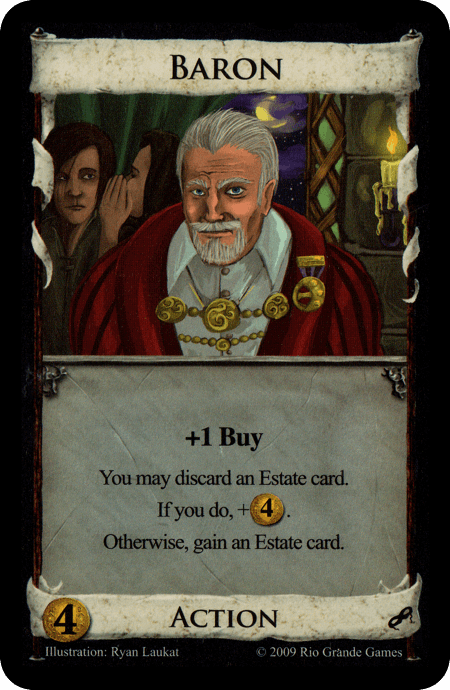 BARON
+1 Buy
You may discard an Estate card.
If you do, +4.
Otherwise, gain an Estate card.
4 ACTION
Illustration: Ryan Laukat © 2009 Rio Grande Games